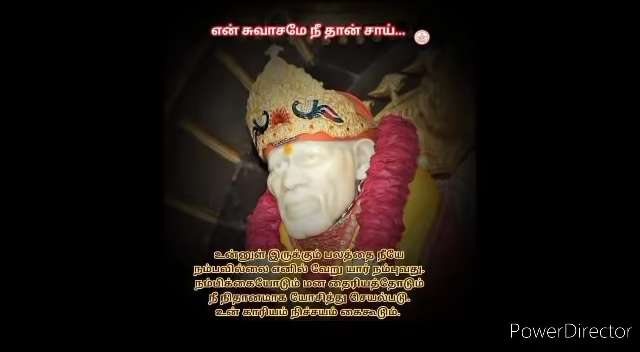 என் சுவாசமே நீ தான் சாய்...
உன்னுள் இருக்கும் பலத்தை நீயே
நம்பவில்லை எனில் வேறு யார் நம்புவது.
நம்பிக்கையோடும் மன தைரியத்தோடும்
நீ நிதானமாக யோசித்து செயல்படு.
உன் காரியம் நிச்சயம் கைகூடும்.
PowerDirector